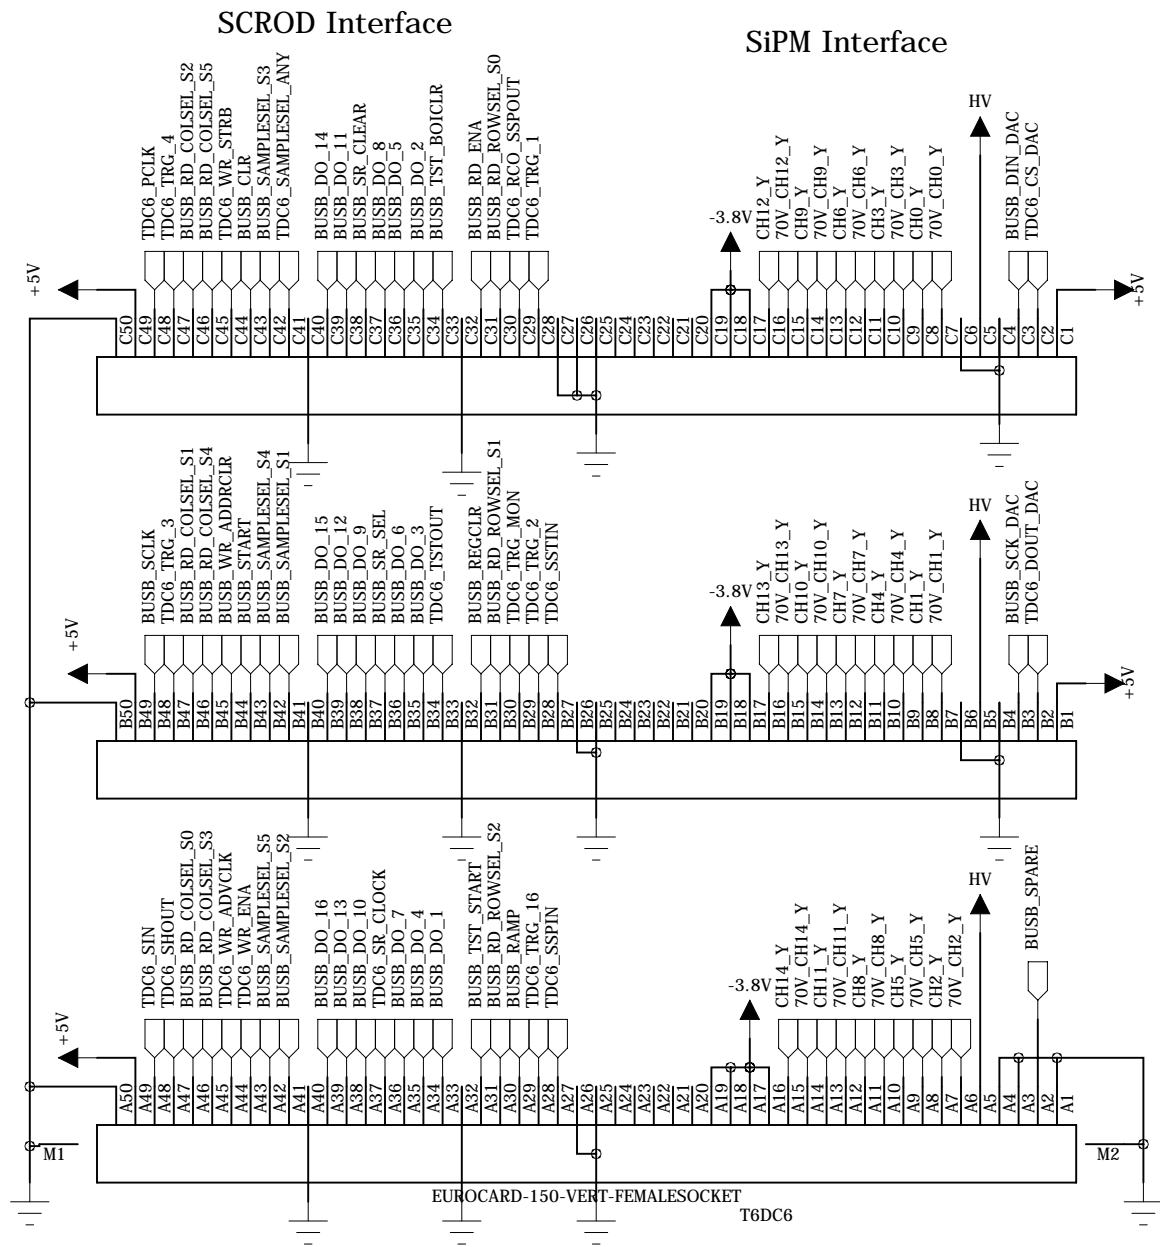 SCROD Interface
SiPM Interface
+5V
TDC6_PCLK
TDC6_TRG_4
BUSB_RD_COLSEL_S2
BUSB_RD_COLSEL_S5
TDC6_WR_STRB
BUSB_CLR
BUSB_SAMPLESEL_S3
TDC6_SAMPLESEL_ANY
BUSB_DO_14
BUSB_DO_11
BUSB_SR_CLEAR
BUSB_DO_8
BUSB_DO_5
BUSB_DO_2
BUSB_TST_BOICLR
BUSB_RD_ENA
BUSB_RD_ROWSEL_S0
TDC6_RCO_SSPOUT
TDC6_TRG_1
-3.8V
CH12_Y
70V_CH12_Y
CH9_Y
70V_CH9_Y
CH6_Y
70V_CH6_Y
CH3_Y
70V_CH3_Y
CH0_Y
70V_CH0_Y
HV
BUSB_DIN_DAC
TDC6_CS_DAC
+5V
C50
C49
C48
C47
C46
C45
C44
C43
C42
C41
C40
C39
C38
C37
C36
C35
C34
C33
C32
C31
C30
C29
C28
C27
C26
C25
C24
C23
C22
C21
C20
C19
C18
C17
C16
C15
C14
C13
C12
C11
C10
C9
C8
C7
C6
C5
C4
C3
C2
C1
+5V
BUSB_SCLK
TDC6_TRG_3
BUSB_RD_COLSEL_S1
BUSB_RD_COLSEL_S4
BUSB_WR_ADDRCLR
BUSB_START
BUSB_SAMPLESEL_S4
BUSB_SAMPLESEL_S1
BUSB_DO_15
BUSB_DO_12
BUSB_DO_9
BUSB_SR_SEL
BUSB_DO_6
BUSB_DO_3
TDC6_TSTOUT
BUSB_REGCLR
BUSB_RD_ROWSEL_S1
TDC6_TRG_MON
TDC6_TRG_2
TDC6_SSTIN
-3.8V
CH13_Y
70V_CH13_Y
CH10_Y
70V_CH10_Y
CH7_Y
70V_CH7_Y
CH4_Y
70V_CH4_Y
CH1_Y
70V_CH1_Y
HV
BUSB_SCK_DAC
TDC6_DOUT_DAC
+5V
B50
B49
B48
B47
B46
B45
B44
B43
B42
B41
B40
B39
B38
B37
B36
B35
B34
B33
B32
B31
B30
B29
B28
B27
B26
B25
B24
B23
B22
B21
B20
B19
B18
B17
B16
B15
B14
B13
B12
B11
B10
B9
B8
B7
B6
B5
B4
B3
B2
B1
+5V
TDC6_SIN
TDC6_SHOUT
BUSB_RD_COLSEL_S0
BUSB_RD_COLSEL_S3
TDC6_WR_ADVCLK
TDC6_WR_ENA
BUSB_SAMPLESEL_S5
BUSB_SAMPLESEL_S2
BUSB_DO_16
BUSB_DO_13
BUSB_DO_10
TDC6_SR_CLOCK
BUSB_DO_7
BUSB_DO_4
BUSB_DO_1
BUSB_TST_START
BUSB_RD_ROWSEL_S2
BUSB_RAMP
TDC6_TRG_16
TDC6_SSPIN
-3.8V
CH14_Y
70V_CH14_Y
CH11_Y
70V_CH11_Y
CH8_Y
70V_CH8_Y
CH5_Y
70V_CH5_Y
CH2_Y
70V_CH2_Y
HV
BUSB_SPARE
A50
A49
A48
A47
A46
A45
A44
A43
A42
A41
A40
A39
A38
A37
A36
A35
A34
A33
A32
A31
A30
A29
A28
A27
A26
A25
A24
A23
A22
A21
A20
A19
A18
A17
A16
A15
A14
A13
A12
A11
A10
A9
A8
A7
A6
A5
A4
A3
A2
A1
M1
M2
EUROCARD-150-VERT-FEMALESOCKET
T6DC6